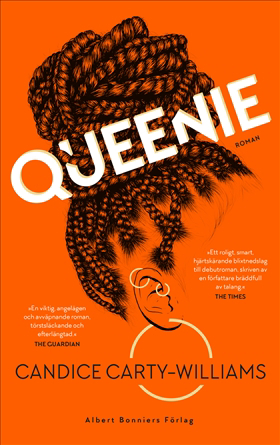 QUEENIE
ROMAN
»Ett roligt, smart,
hjärtskärande blixtnedslag
till debutroman, skriven av
en författare bräddfull
av talang.«
THE TIMES
»En viktig, angelägen
och avväpnande roman,
törstsläckande och
efterlängtad.«
THE GUARDIAN
CANDICE CARTY-WILLIAMS
Albert Bonniers Förlag